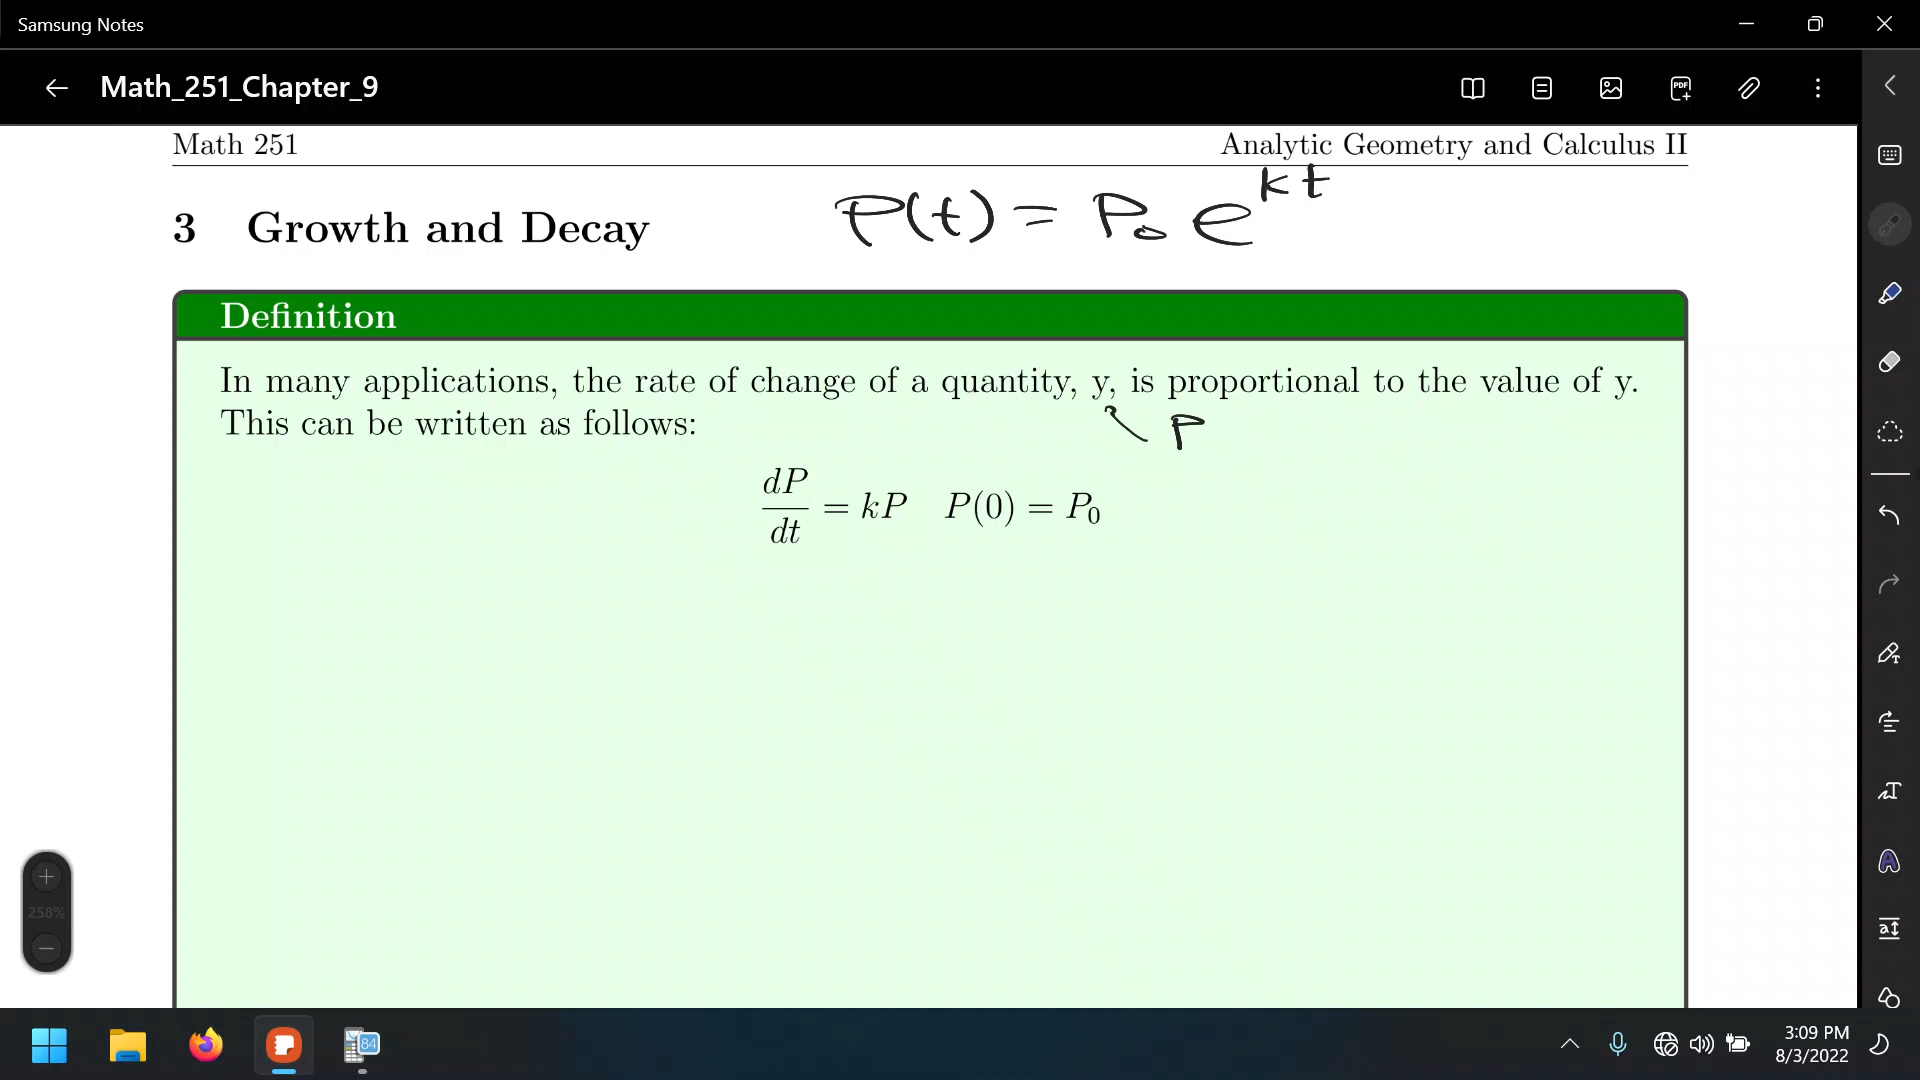 Samsung Notes
Math_251_Chapter_9
Math 251
Analytic Geometry and Calculus II
P(t) = P₀ e^{kt}
3 Growth and Decay
Definition
In many applications, the rate of change of a quantity, y, is proportional to the value of y.
This can be written as follows:
P
dP/dt = kP P(0) = P₀
258%
PDF
84
3:09 PM
8/3/2022